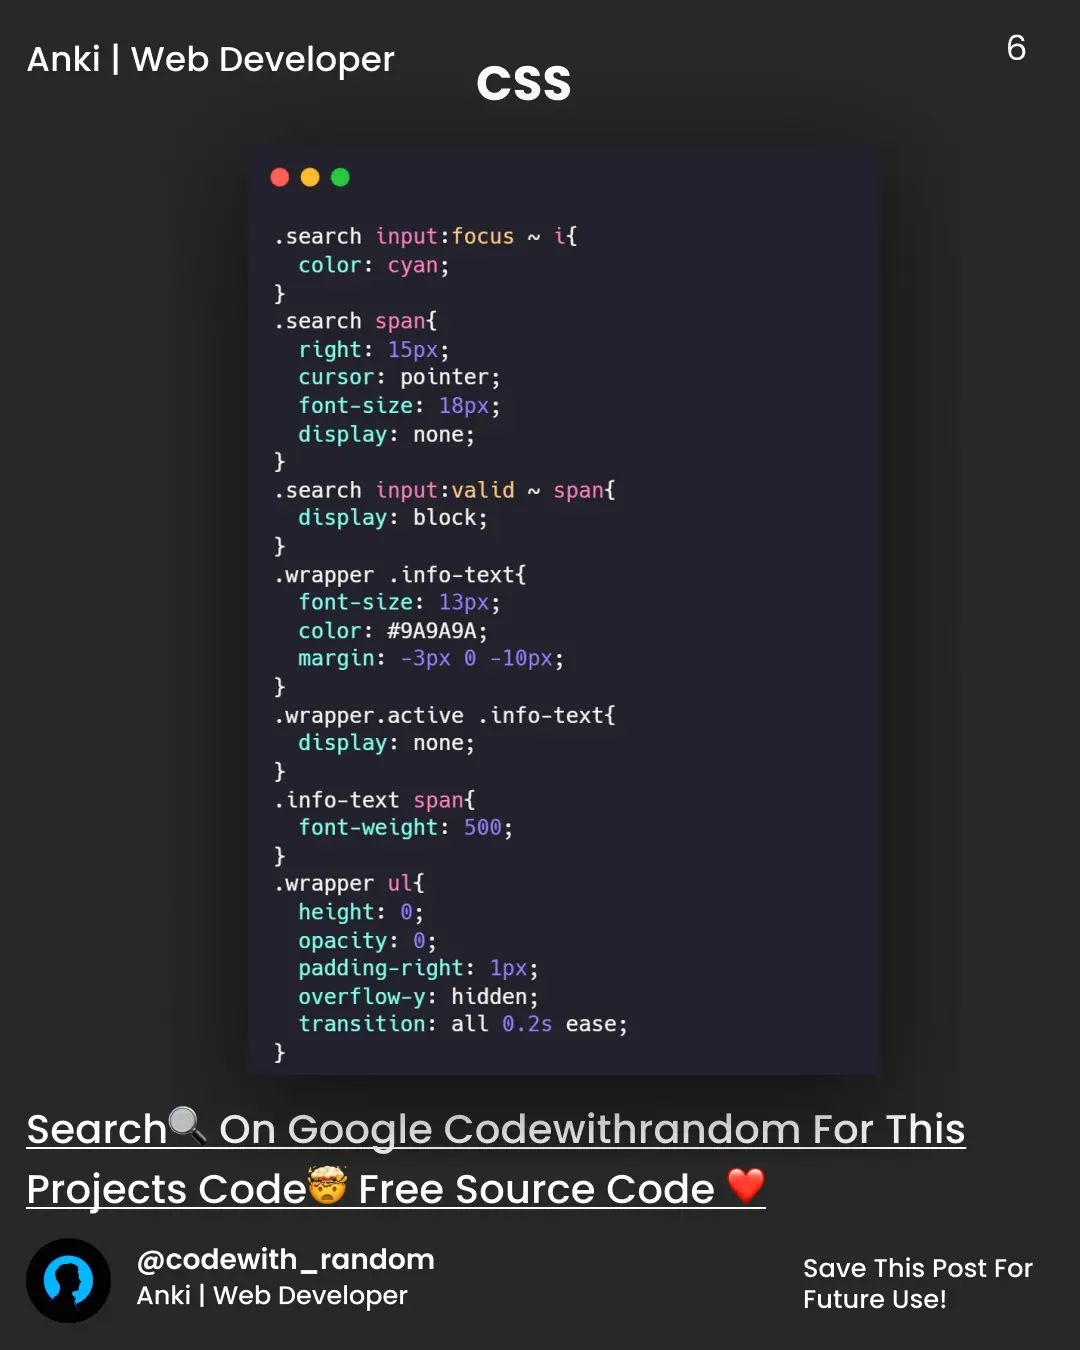 Anki | Web Developer
6
CSS
.search input:focus ~ i{
  color: cyan;
}
.search span{
  right: 15px;
  cursor: pointer;
  font-size: 18px;
  display: none;
}
.search input:valid ~ span{
  display: block;
}
.wrapper .info-text{
  font-size: 13px;
  color: #9A9A9A;
  margin: -3px 0 -10px;
}
.wrapper.active .info-text{
  display: none;
}
.info-text span{
  font-weight: 500;
}
.wrapper ul{
  height: 0;
  opacity: 0;
  padding-right: 1px;
  overflow-y: hidden;
  transition: all 0.2s ease;
}
Search🔍 On Google Codewithrandom For This
Projects Code🤯 Free Source Code ❤️
@codewith_random
Anki | Web Developer
Save This Post For
Future Use!